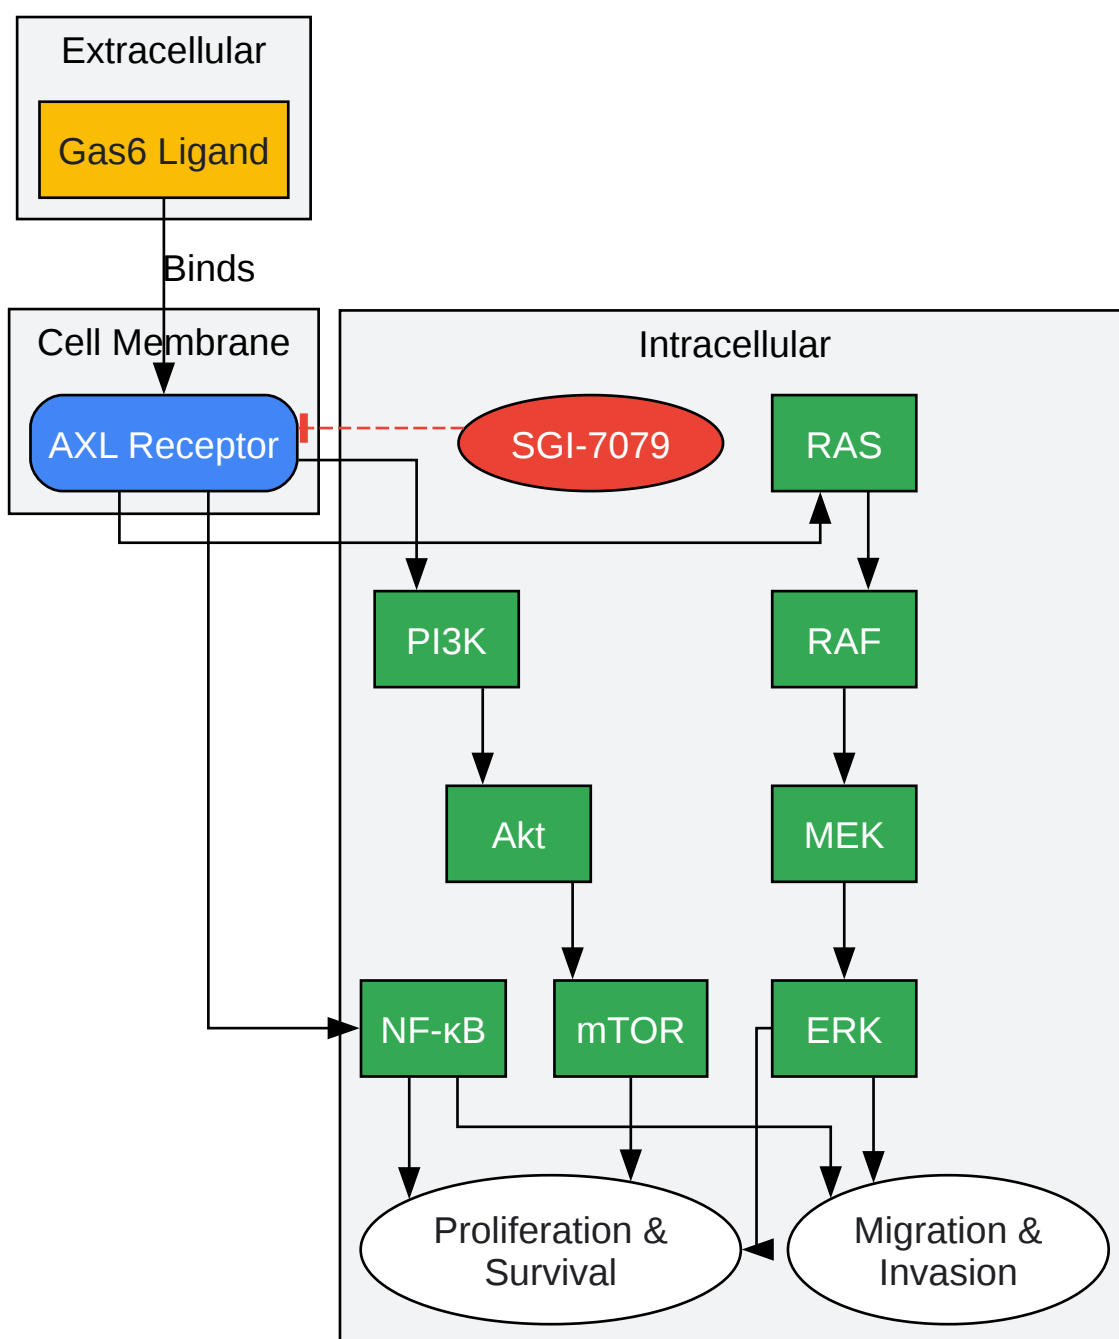 Extracellular
Gas6 Ligand
Binds
Cell Membrane
AXL Receptor
Intracellular
SGI-7079
RAS
PI3K
RAF
Akt
MEK
NF-κB
mTOR
ERK
Proliferation &
Survival
Migration &
Invasion